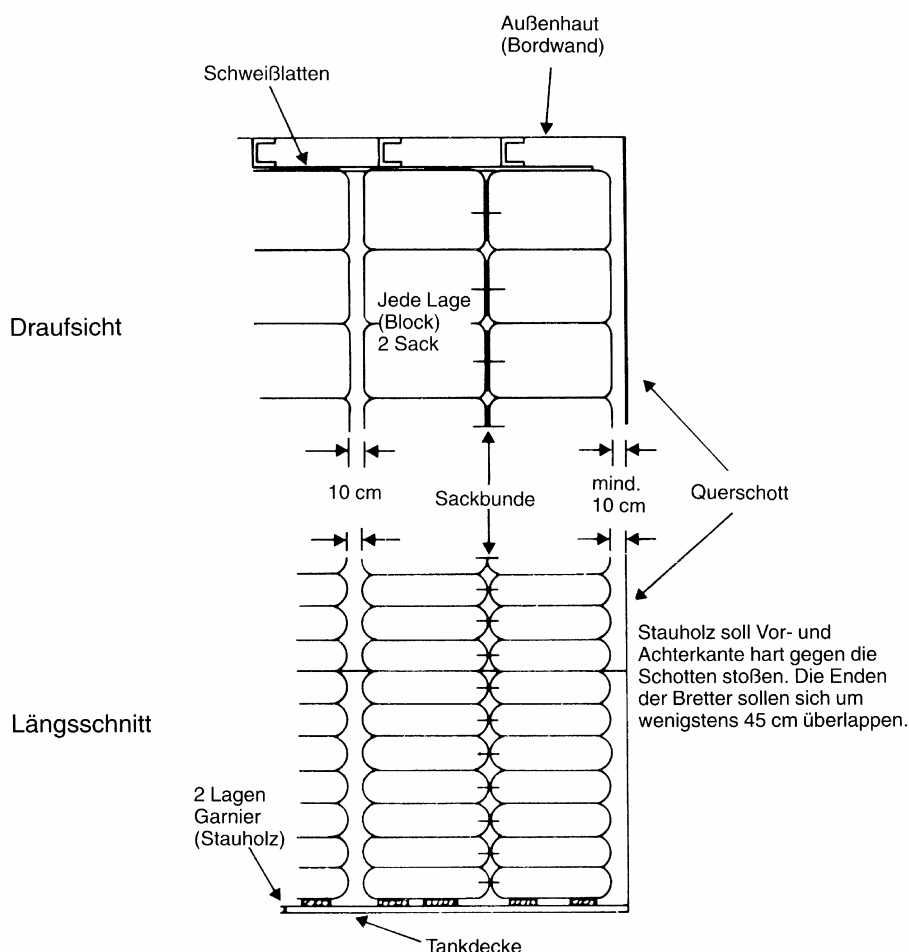 Außenhaut
(Bordwand)
Schweißlatten
Jede Lage
(Block)
2 Sack
Draufsicht
10 cm
Sackbunde
mind.
10 cm
Querschott
Stauholz soll Vor- und
Achterkante hart gegen die
Schotten stoßen. Die Enden
der Bretter sollen sich um
wenigstens 45 cm überlappen.
Längsschnitt
2 Lagen
Garnier
(Stauholz)
Tankdecke